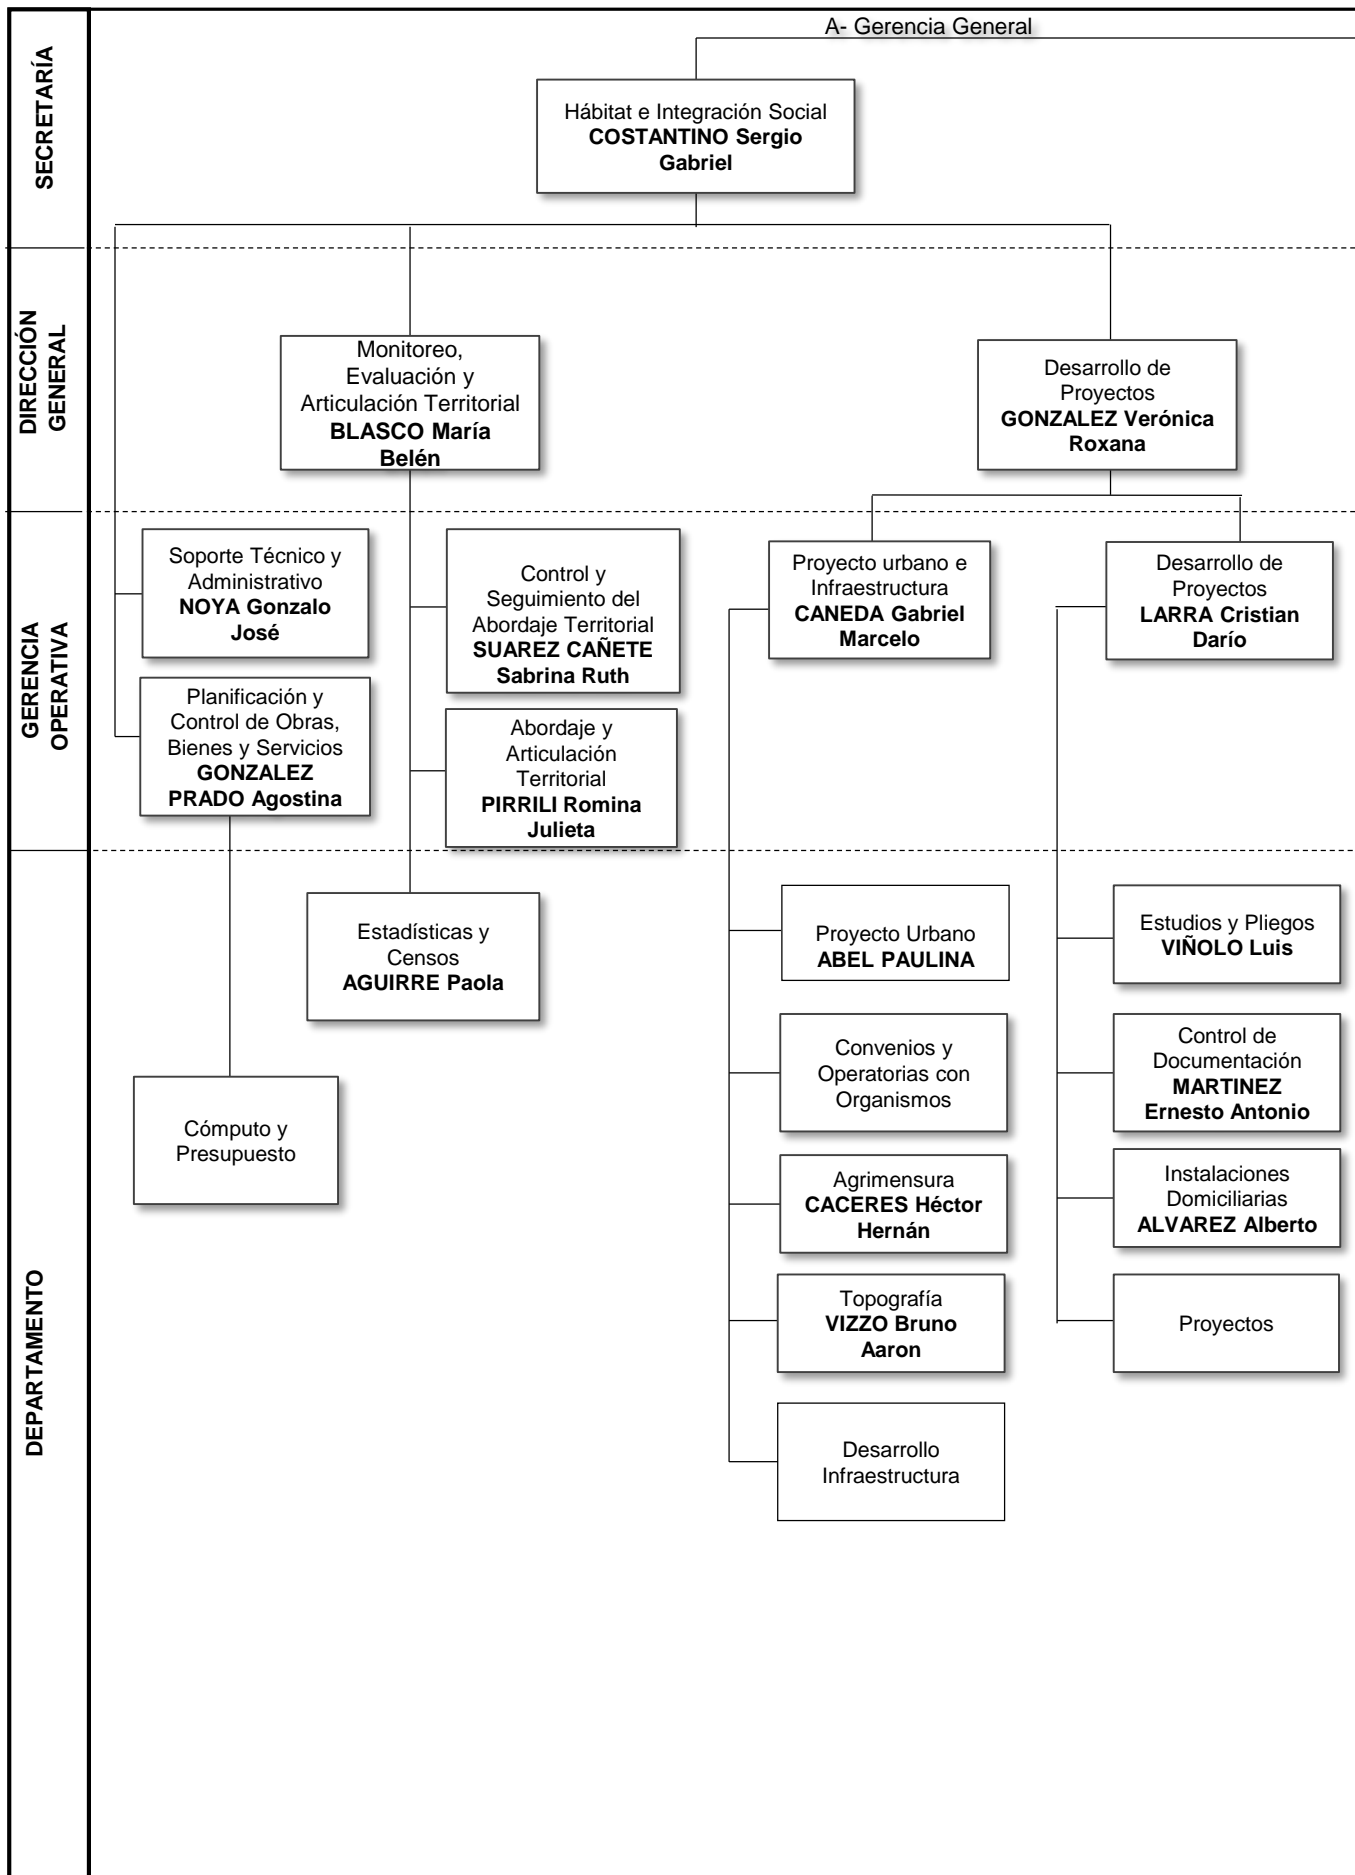 A- Gerencia General
SECRETARÍA
Hábitat e Integración Social
COSTANTINO Sergio
Gabriel
DIRECCIÓN
GENERAL
Monitoreo,
Evaluación y
Articulación Territorial
BLASCO María
Belén
Desarrollo de
Proyectos
GONZALEZ Verónica
Roxana
GERENCIA
OPERATIVA
Soporte Técnico y
Administrativo
NOYA Gonzalo
José
Planificación y
Control de Obras,
Bienes y Servicios
GONZALEZ
PRADO Agostina
Control y
Seguimiento del
Abordaje Territorial
SUAREZ CAÑETE
Sabrina Ruth
Abordaje y
Articulación
Territorial
PIRRILI Romina
Julieta
Proyecto urbano e
Infraestructura
CANEDA Gabriel
Marcelo
Desarrollo de
Proyectos
LARRA Cristian
Darío
DEPARTAMENTO
Cómputo y
Presupuesto
Estadísticas y
Censos
AGUIRRE Paola
Proyecto Urbano
ABEL PAULINA
Convenios y
Operatorias con
Organismos
Agrimensura
CACERES Héctor
Hernán
Topografía
VIZZO Bruno
Aaron
Desarrollo
Infraestructura
Estudios y Pliegos
VIÑOLO Luis
Control de
Documentación
MARTINEZ
Ernesto Antonio
Instalaciones
Domiciliarias
ALVAREZ Alberto
Proyectos